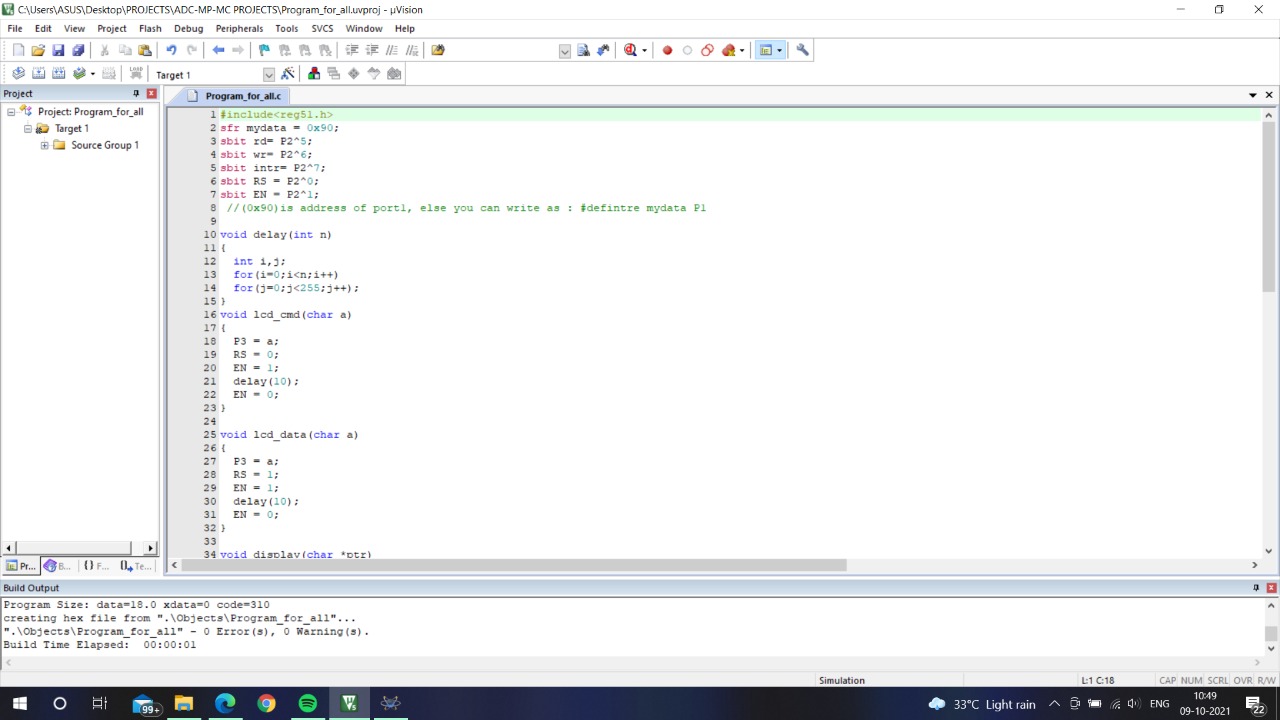 C:\Users\ASUS\Desktop\PROJECTS\ADC-MP-MC PROJECTS\Program_for_all.uvproj - µVision
File Edit View Project Flash Debug Peripherals Tools SVCS Window Help
LOAD Target 1
Project
Project: Program_for_all
Target 1
Source Group 1
Pr... B... {} F... Te...
Program_for_all.c
1 #include<reg51.h>
2 sfr mydata = 0x90;
3 sbit rd= P2^5;
4 sbit wr= P2^6;
5 sbit intr= P2^7;
6 sbit RS = P2^0;
7 sbit EN = P2^1;
8 //(0x90)is address of port1, else you can write as : #defintre mydata P1
9
10 void delay(int n)
11 {
12 int i,j;
13 for(i=0;i<n;i++)
14 for(j=0;j<255;j++);
15 }
16 void lcd_cmd(char a)
17 {
18 P3 = a;
19 RS = 0;
20 EN = 1;
21 delay(10);
22 EN = 0;
23 }
24
25 void lcd_data(char a)
26 {
27 P3 = a;
28 RS = 1;
29 EN = 1;
30 delay(10);
31 EN = 0;
32 }
33
34 void display(char *ptr)
Build Output
Program Size: data=18.0 xdata=0 code=310
creating hex file from ".\Objects\Program_for_all"...
".\Objects\Program_for_all" - 0 Error(s), 0 Warning(s).
Build Time Elapsed:  00:00:01
Simulation L:1 C:18 CAP NUM SCRL OVR R/W
99+ 33°C Light rain ENG 10:49
09-10-2021 22